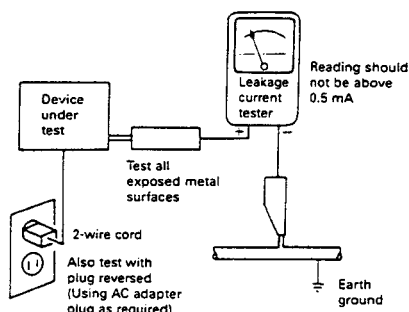 Device
under
test
Leakage
current
tester
+ −
Reading should
not be above
0.5 mA
Test all
exposed metal
surfaces
2-wire cord
Also test with
plug reversed
(Using AC adapter
plug as required)
Earth
ground